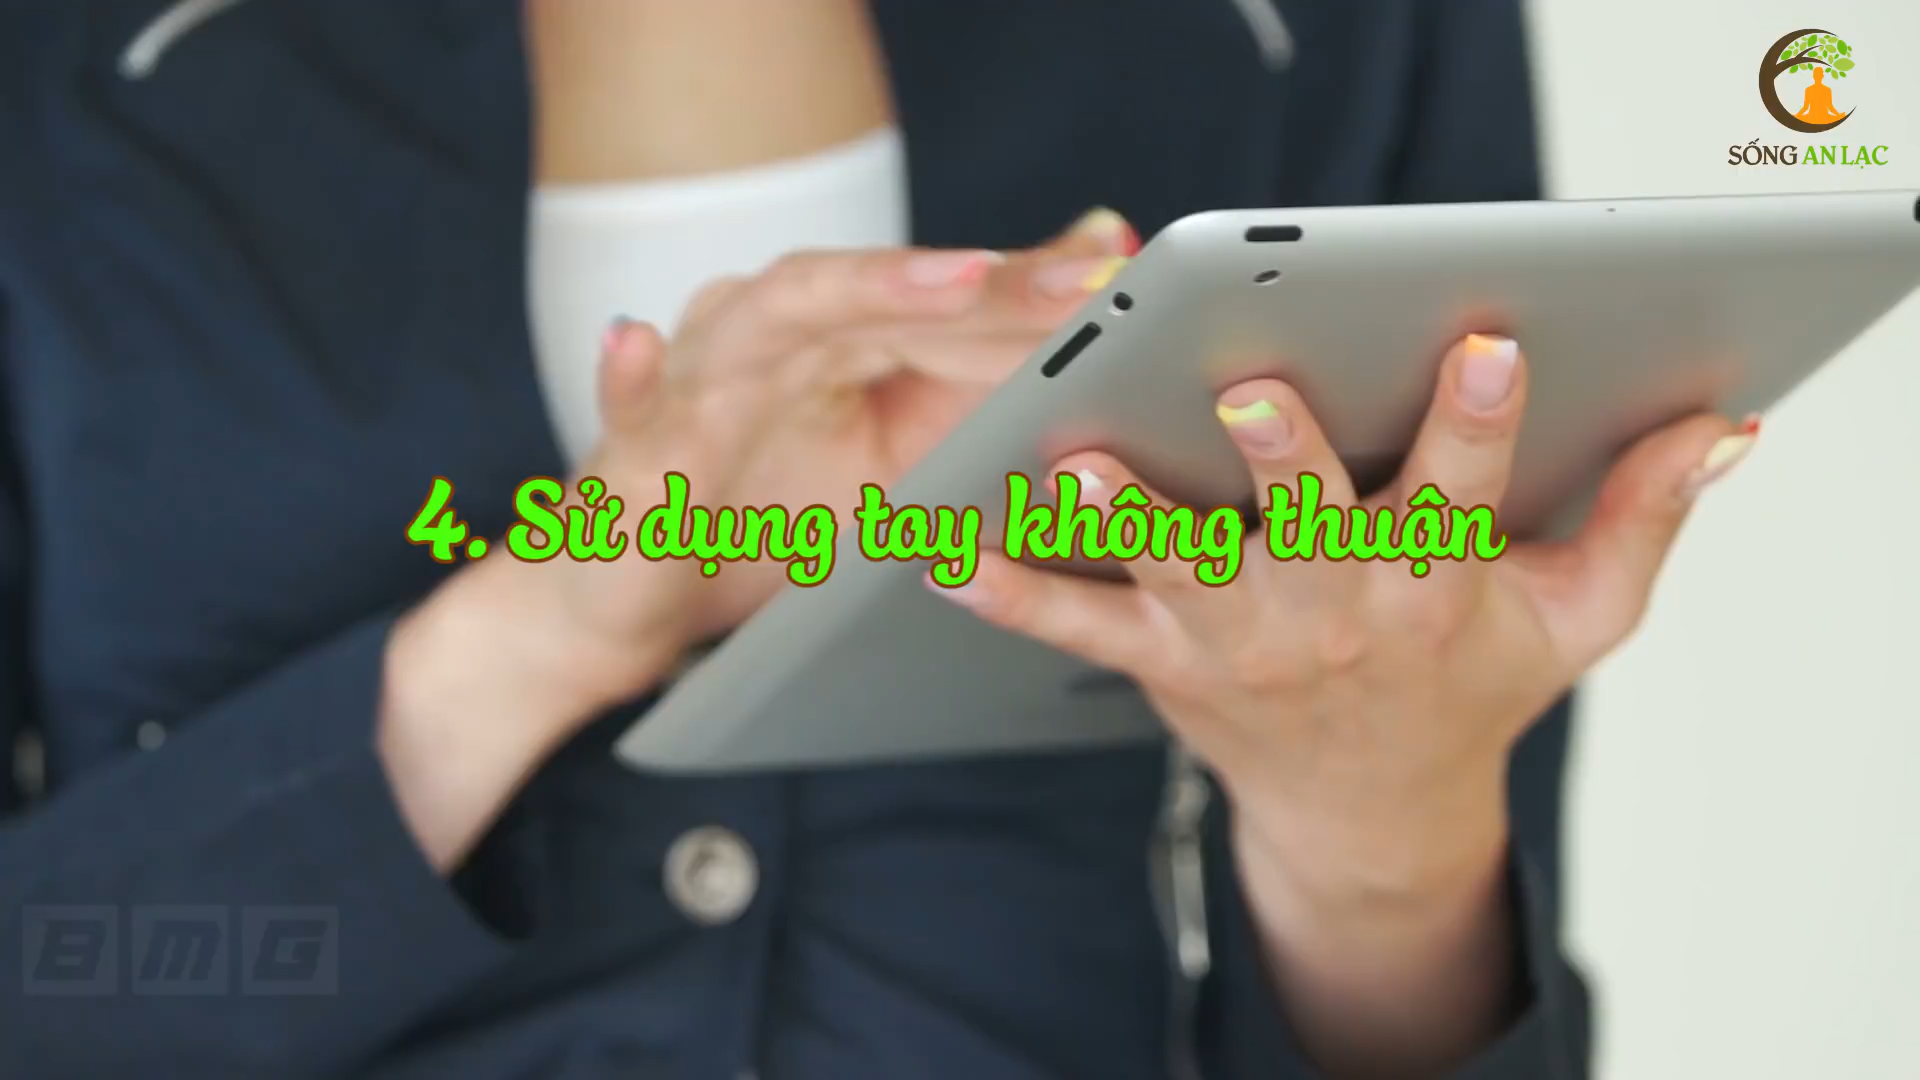 SỐNG AN LẠC
4. Sử dụng tay không thuận
BMG